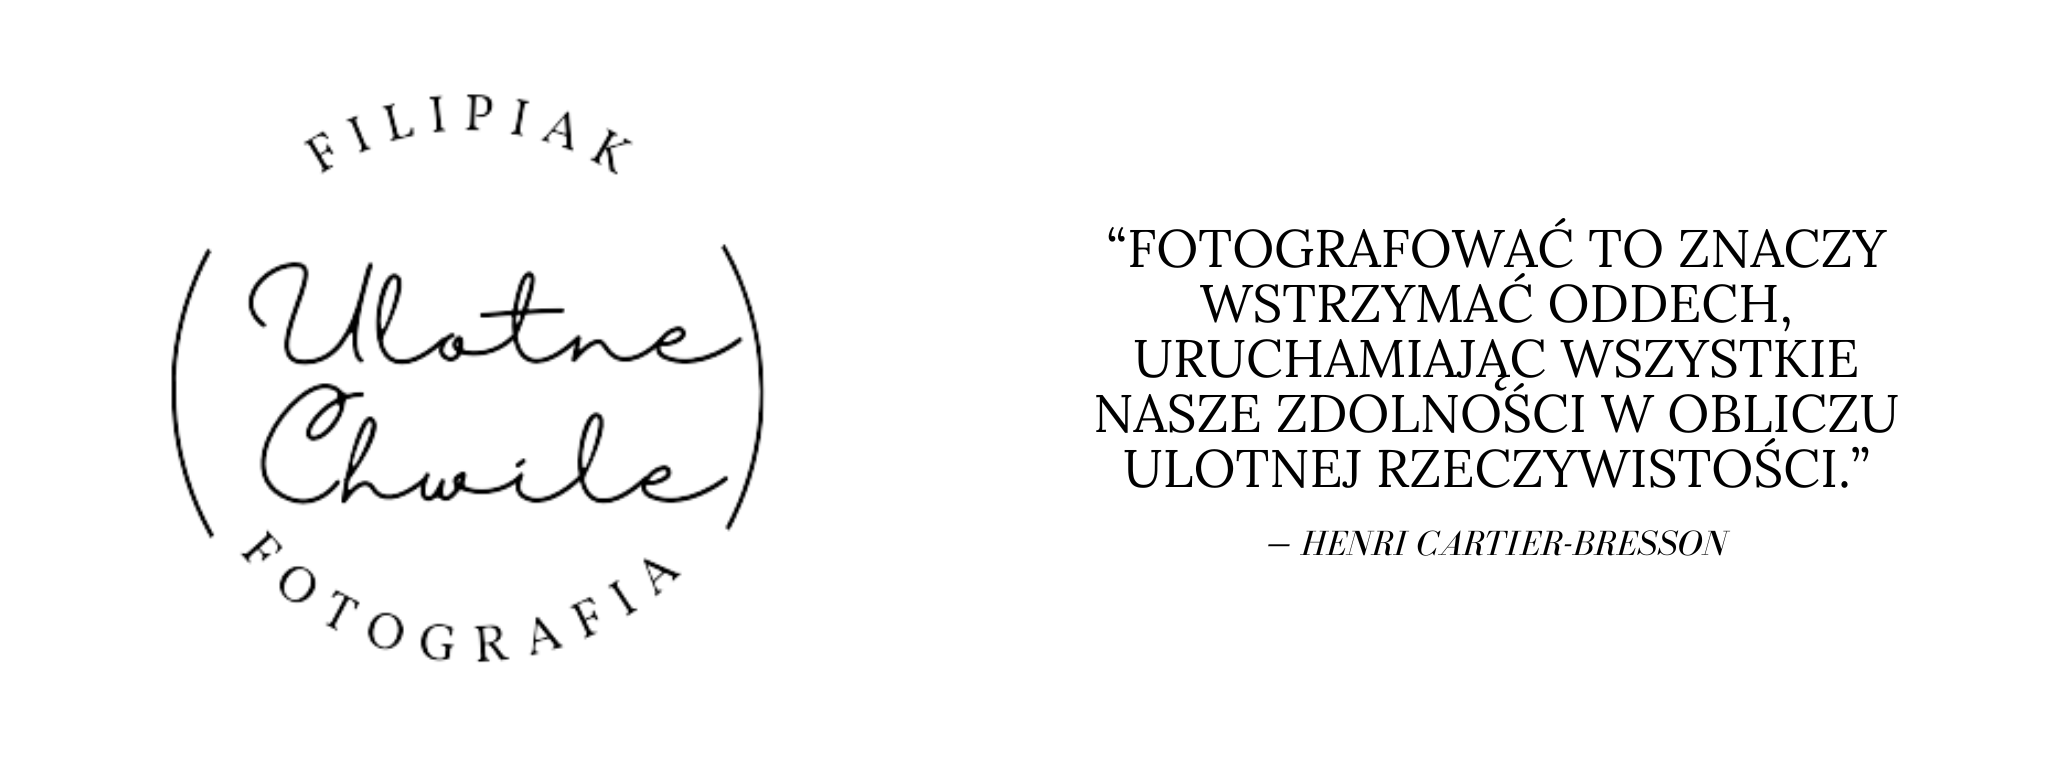 FILIPIAK
Ulotne
Chwile
FOTOGRAFIA
“FOTOGRAFOWAĆ TO ZNACZY
WSTRZYMAĆ ODDECH,
URUCHAMIAJĄC WSZYSTKIE
NASZE ZDOLNOŚCI W OBLICZU
ULOTNEJ RZECZYWISTOŚCI.”
– HENRI CARTIER-BRESSON